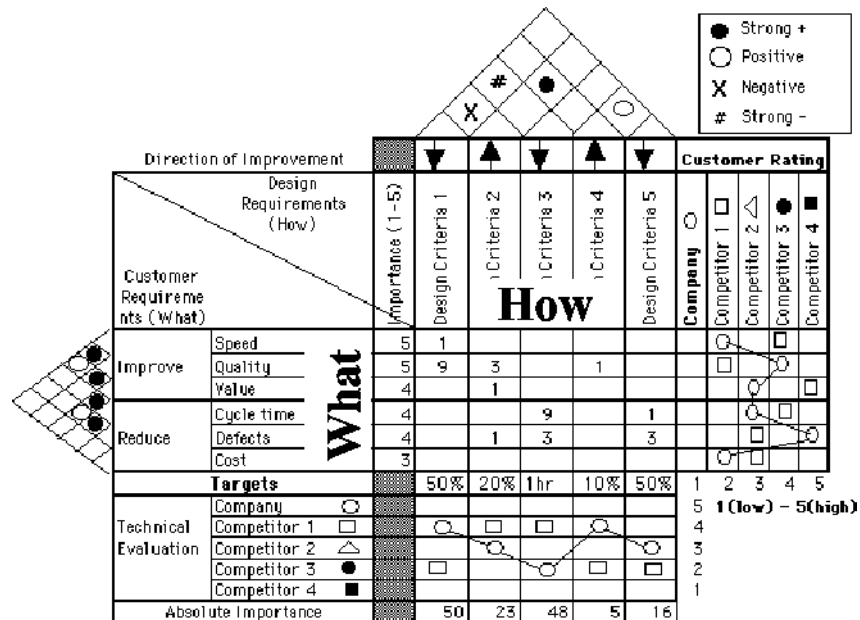 Strong +
Positive
X Negative
# Strong -
#
X
Direction of Improvement
Customer Rating
Design
Requirements
(How)
Customer
Requireme
nts (What)
Importance (1-5)
Design Criteria 1
n Criteria 2
Criteria 3
n Criteria 4
Design Criteria 5
Company
Competitor 1
Competitor 2
Competitor 3
Competitor 4
How
What
Improve
Speed 5 1
Quality 5 9 3 1
Value 4 1
Reduce
Cycle time 4 9 1
Defects 4 1 3 3
Cost 3
Targets 50% 20% 1hr 10% 50% 1 2 3 4 5
Technical
Evaluation
Company 5 1(low) - 5(high)
Competitor 1 4
Competitor 2 3
Competitor 3 2
Competitor 4 1
Absolute Importance 50 23 48 5 16